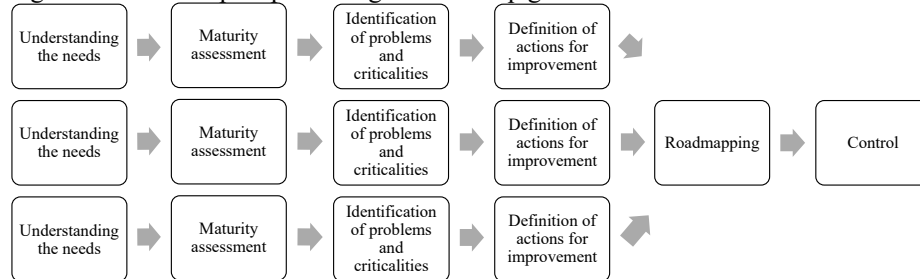 Understanding
the needs
Maturity
assessment
Identification
of problems
and
criticalities
Definition of
actions for
improvement
Understanding
the needs
Maturity
assessment
Identification
of problems
and
criticalities
Definition of
actions for
improvement
Roadmapping
Control
Understanding
the needs
Maturity
assessment
Identification
of problems
and
criticalities
Definition of
actions for
improvement